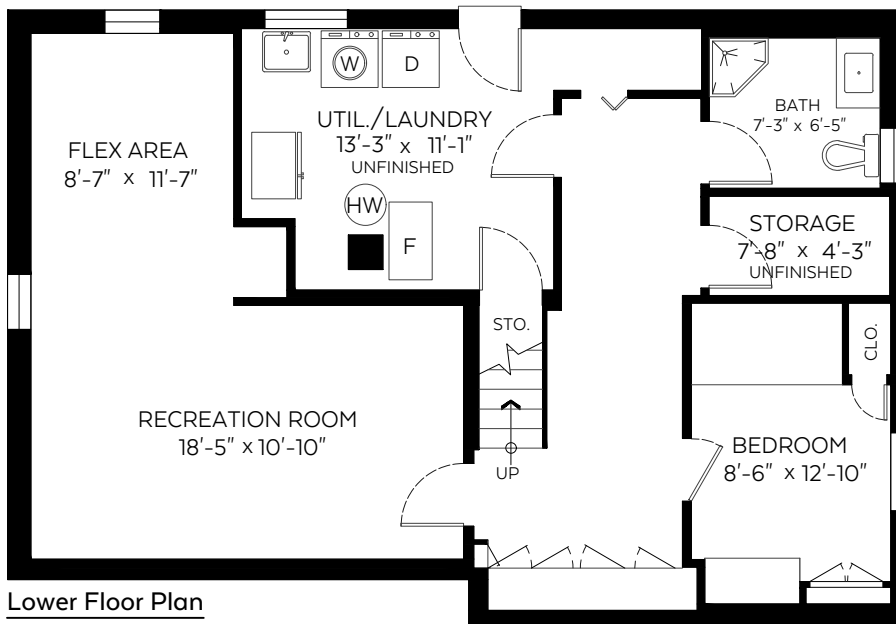 W
D
UTIL./LAUNDRY
13'-3" x 11'-1"
UNFINISHED
BATH
7'-3" x 6'-5"
FLEX AREA
8'-7" x 11'-7"
HW
F
STORAGE
7'-8" x 4'-3"
UNFINISHED
STO.
CLO.
RECREATION ROOM
18'-5" x 10'-10"
UP
BEDROOM
8'-6" x 12'-10"
Lower Floor Plan